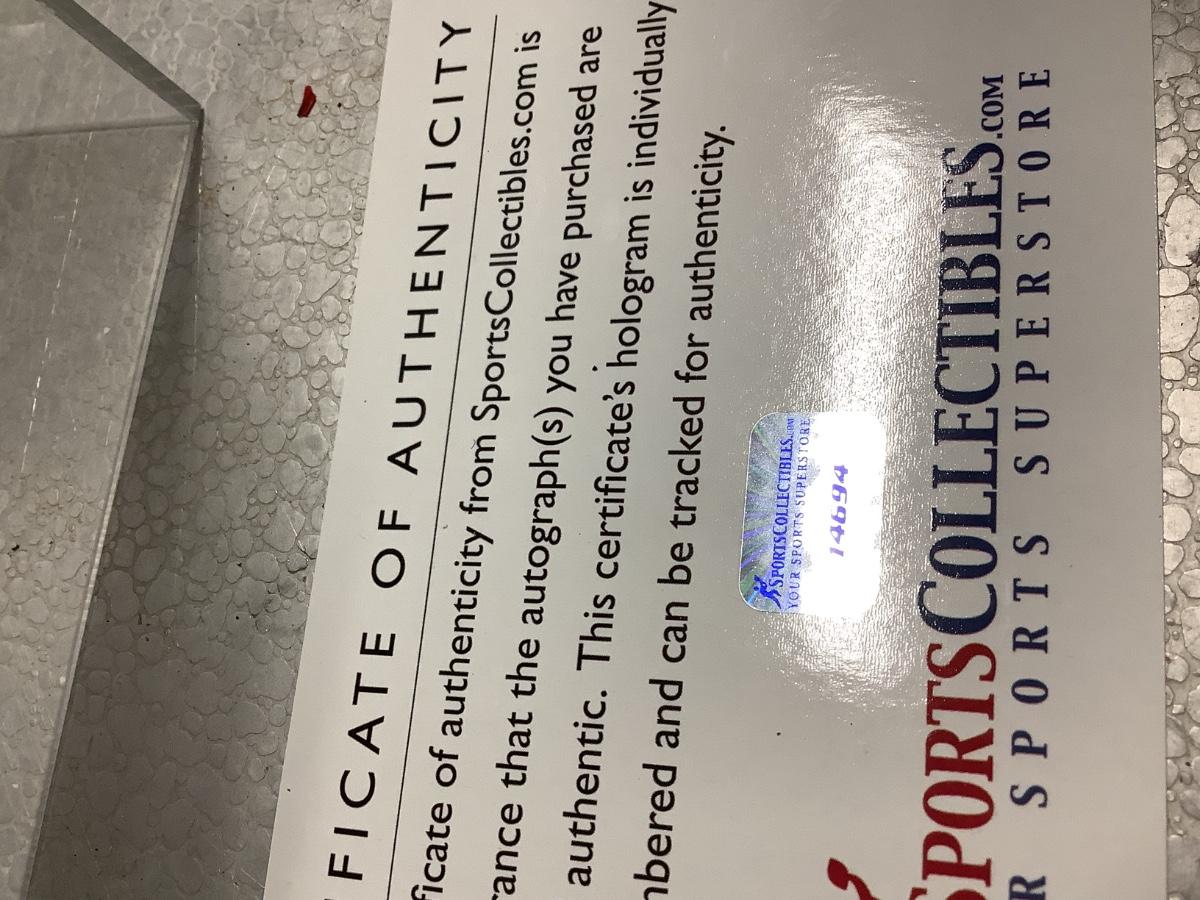 FICATE OF AUTHENTICITY
ficate of authenticity from SportsCollectibles.com is
rance that the autograph(s) you have purchased are
authentic. This certificate's hologram is individually
nbered and can be tracked for authenticity.
SPORTSCOLLECTIBLES.COM
YOUR SPORTS SUPERSTORE
14694
SPORTSCOLLECTIBLES.COM
R SPORTS SUPERSTORE